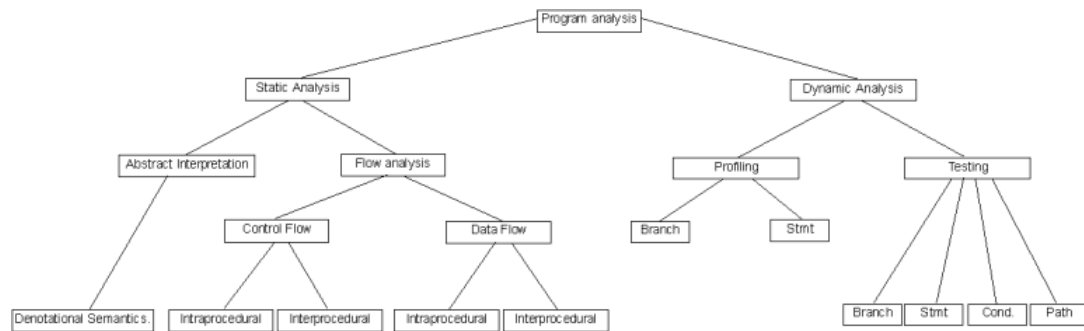 Program analysis
Static Analysis
Dynamic Analysis
Abstract Interpretation
Flow analysis
Profiling
Testing
Control Flow
Data Flow
Branch
Stmt
Denotational Semantics.
Intraprocedural
Interprocedural
Intraprocedural
Interprocedural
Branch
Stmt
Cond.
Path